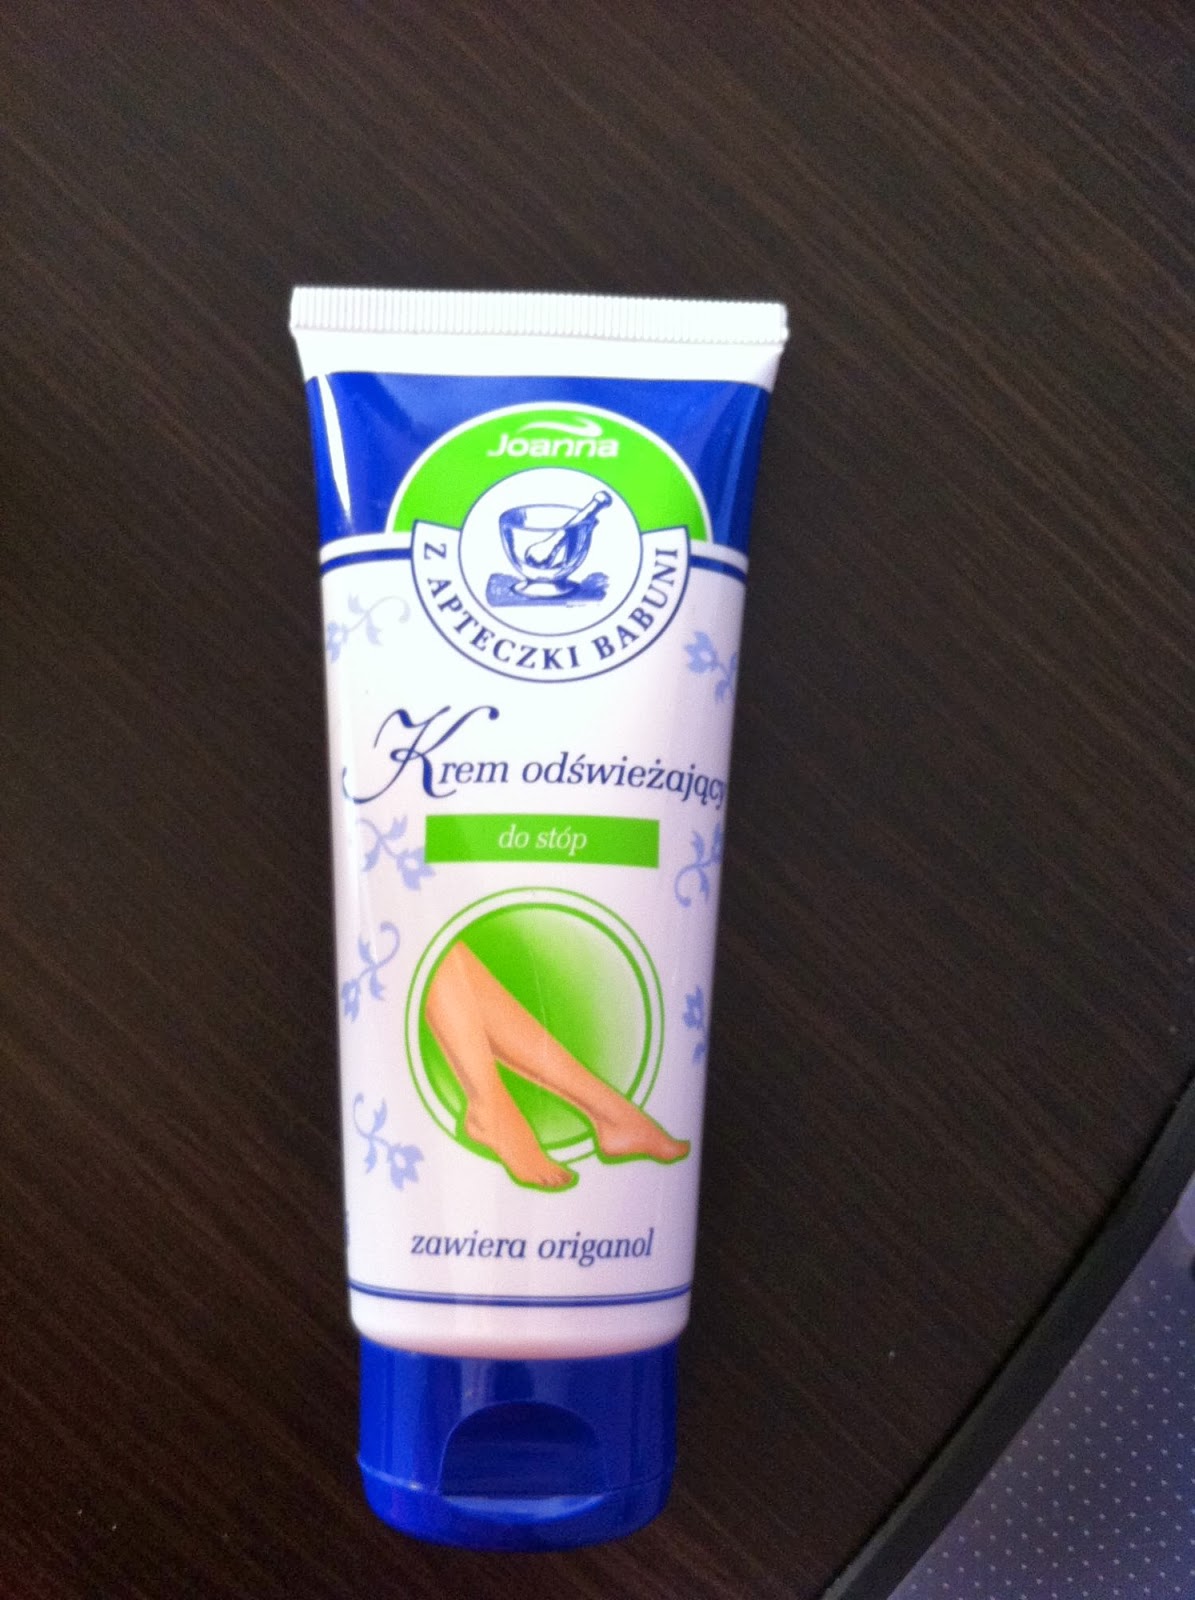 Joanna
Z APTECZKI BABUNI
Krem odświeżający
do stóp
zawiera origanol